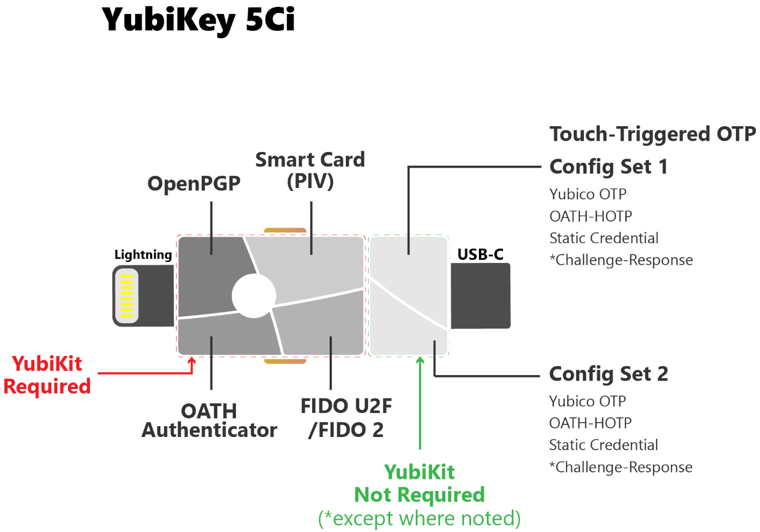 YubiKey 5Ci
Touch-Triggered OTP
Smart Card
(PIV)
OpenPGP
Config Set 1
Yubico OTP
OATH-HOTP
Static Credential
*Challenge-Response
Lightning
USB-C
YubiKit
Required
OATH
Authenticator
FIDO U2F
/FIDO 2
Config Set 2
Yubico OTP
OATH-HOTP
Static Credential
*Challenge-Response
YubiKit
Not Required
(*except where noted)